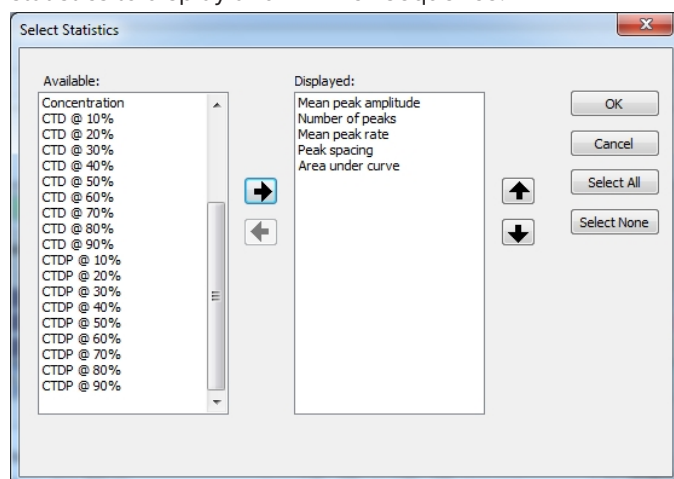 Select Statistics
Available:
Concentration
CTD @ 10%
CTD @ 20%
CTD @ 30%
CTD @ 40%
CTD @ 50%
CTD @ 60%
CTD @ 70%
CTD @ 80%
CTD @ 90%
CTDP @ 10%
CTDP @ 20%
CTDP @ 30%
CTDP @ 40%
CTDP @ 50%
CTDP @ 60%
CTDP @ 70%
CTDP @ 80%
CTDP @ 90%
Displayed:
Mean peak amplitude
Number of peaks
Mean peak rate
Peak spacing
Area under curve
OK
Cancel
Select All
Select None